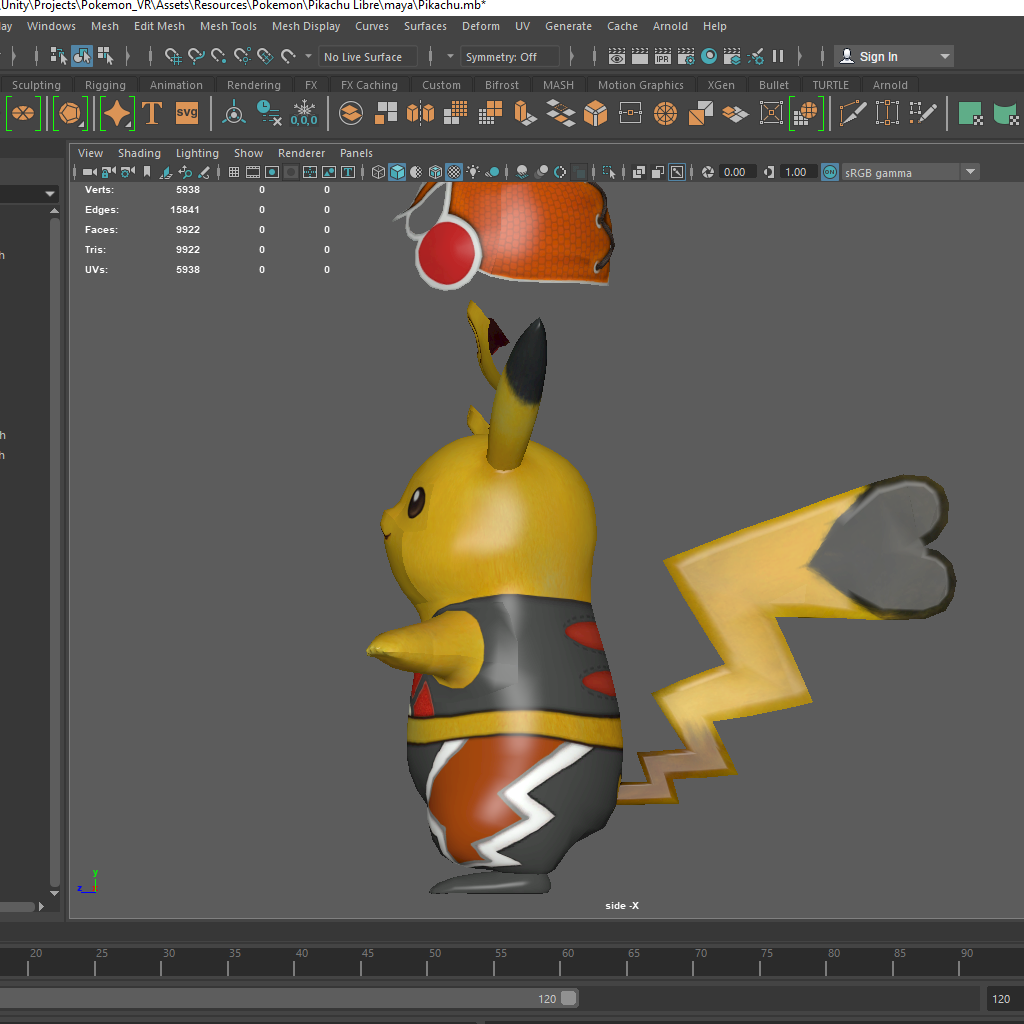 Unity\Projects\Pokemon_VR\Assets\Resources\Pokemon\Pikachu Libre\maya\Pikachu.mb*
lay Windows Mesh Edit Mesh Mesh Tools Mesh Display Curves Surfaces Deform UV Generate Cache Arnold Help
No Live Surface Symmetry: Off IPR Sign In
Sculpting Rigging Animation Rendering FX FX Caching Custom Bifrost MASH Motion Graphics XGen Bullet TURTLE Arnold
T svg 0,0,0
View Shading Lighting Show Renderer Panels
0.00 1.00 ON sRGB gamma
Verts: 5938 0 0
Edges: 15841 0 0
Faces: 9922 0 0
Tris: 9922 0 0
UVs: 5938 0 0
h
h
h
y
z
side -X
20 25 30 35 40 45 50 55 60 65 70 75 80 85 90
120 120